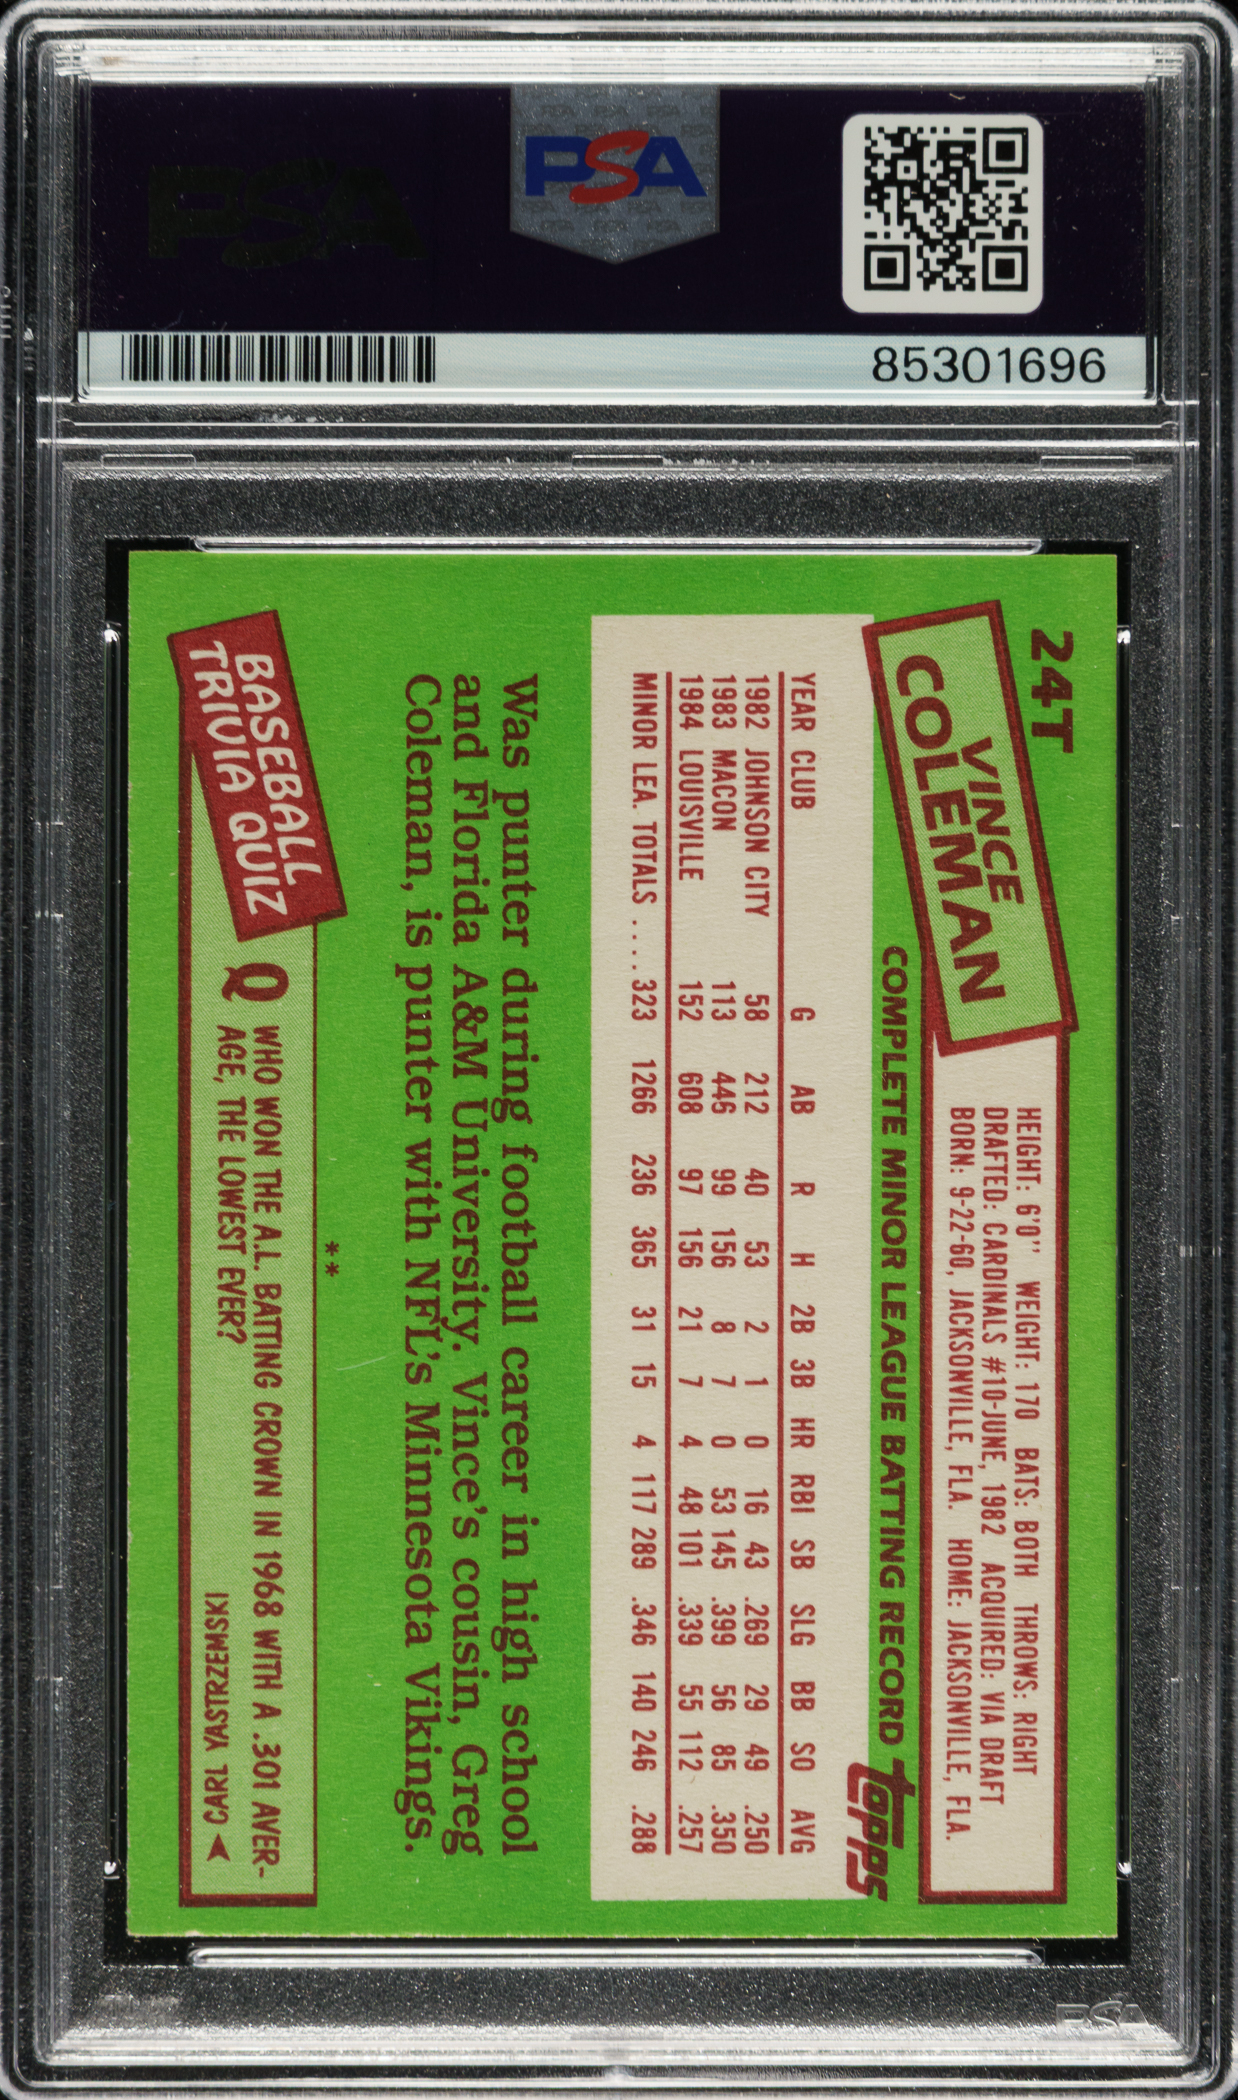 PSA
PSA
85301696
24T
VINCE
COLEMAN
HEIGHT: 6'0" WEIGHT: 170 BATS: BOTH THROWS: RIGHT
DRAFTED: CARDINALS #10-JUNE, 1982 ACQUIRED: VIA DRAFT
BORN: 9-22-60, JACKSONVILLE, FLA. HOME: JACKSONVILLE, FLA.
COMPLETE MINOR LEAGUE BATTING RECORD
topps
YEAR CLUB G AB R H 2B 3B HR RBI SB SLG BB SO AVG
1982 JOHNSON CITY 58 212 40 53 2 1 0 16 43 .269 29 49 .250
1983 MACON 113 446 99 156 8 7 0 53 145 .399 56 85 .350
1984 LOUISVILLE 152 608 97 156 21 7 4 48 101 .339 55 112 .257
MINOR LEA. TOTALS ....323 1266 236 365 31 15 4 117 289 .346 140 246 .288
Was punter during football career in high school
and Florida A&M University. Vince's cousin, Greg
Coleman, is punter with NFL's Minnesota Vikings.
**
BASEBALL
TRIVIA QUIZ
Q WHO WON THE A.L. BATTING CROWN IN 1968 WITH A .301 AVER-
AGE, THE LOWEST EVER?
CARL YASTRZEMSKI
PSA